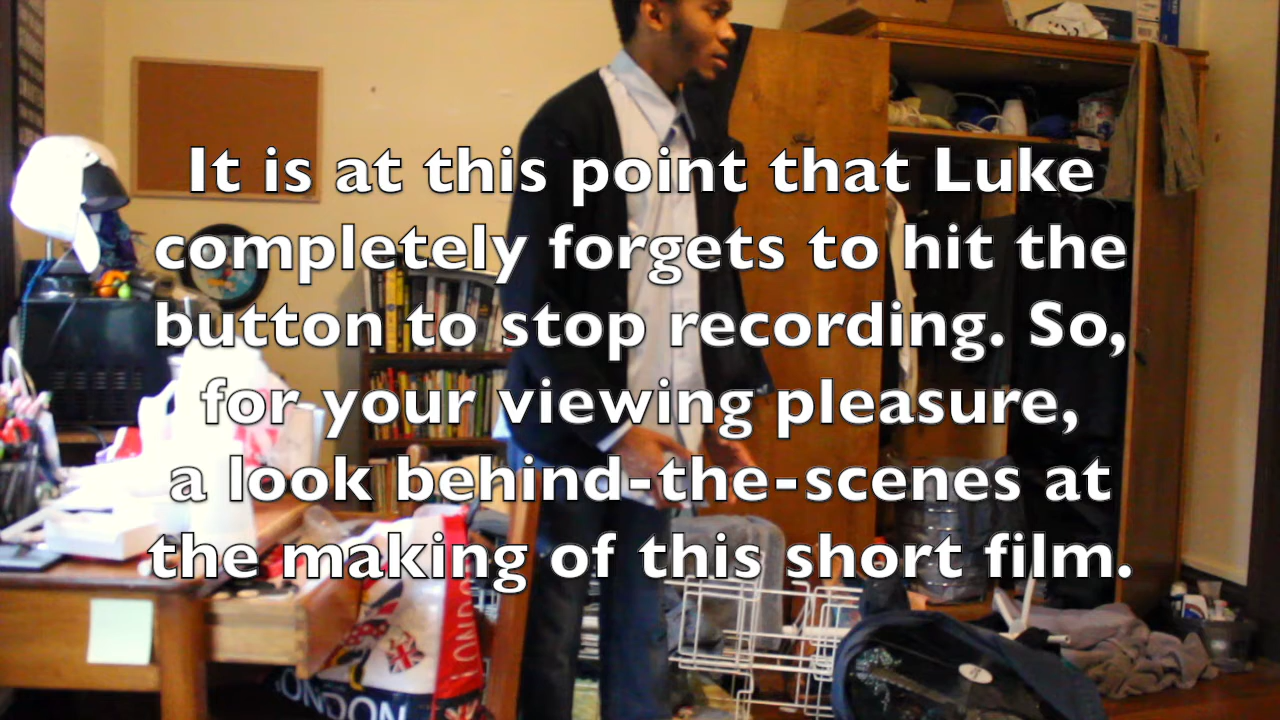 It is at this point that Luke
completely forgets to hit the
button to stop recording. So,
for your viewing pleasure,
a look behind-the-scenes at
the making of this short film.
LONDON
LONDON